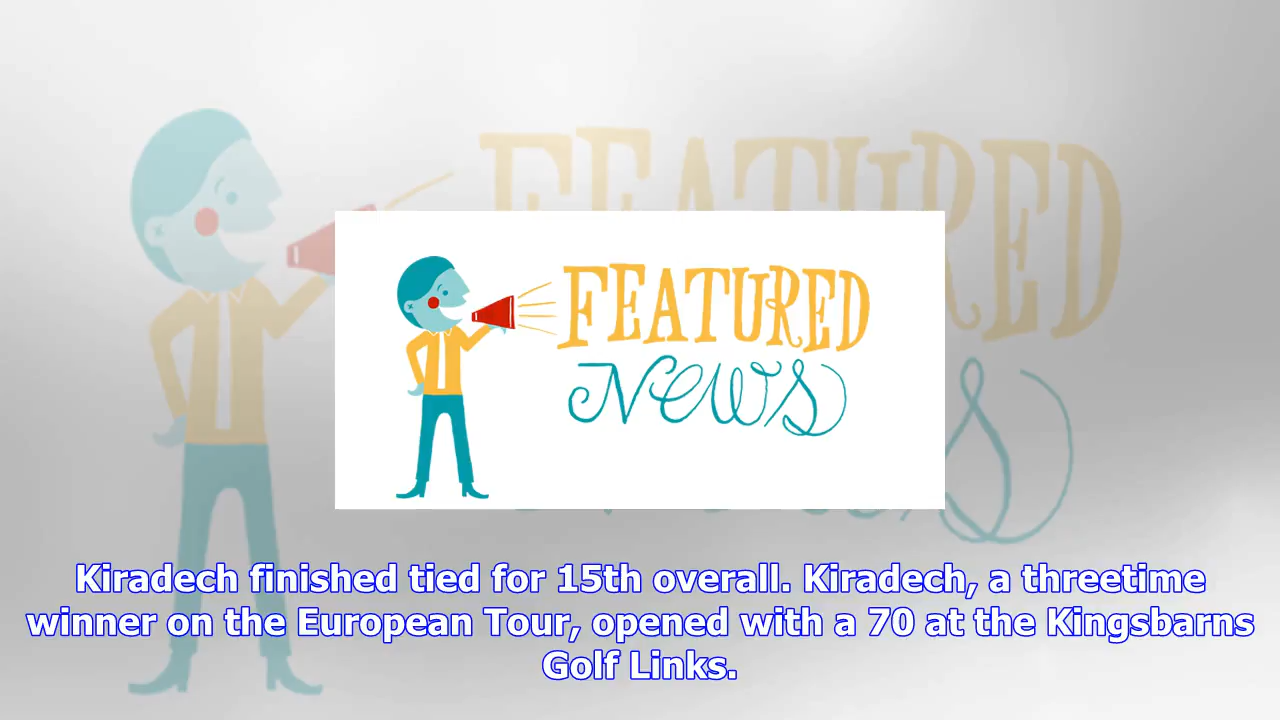 FEATURED
FEATURED
News
Kiradech finished tied for 15th overall. Kiradech, a threetime
winner on the European Tour, opened with a 70 at the Kingsbarns
Golf Links.